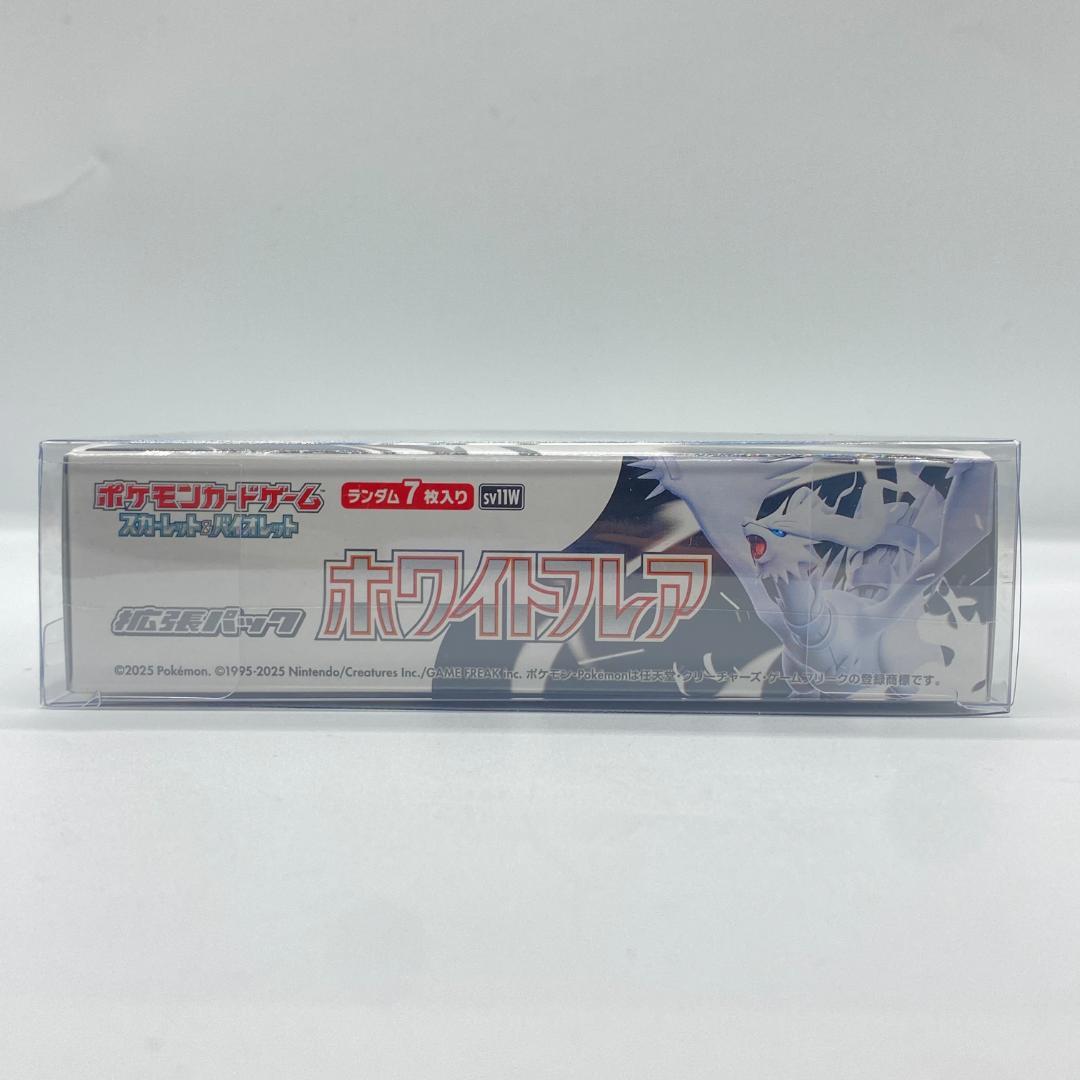 ポケモンカードゲーム
スカーレット&バイオレット
ランダム7枚入り
sv11W
ホワイトフレア
拡張パック
©2025 Pokémon. ©1995-2025 Nintendo/Creatures Inc./GAME FREAK inc. ポケモン・Pokémonは任天堂・クリーチャーズ・ゲームフリークの登録商標です。